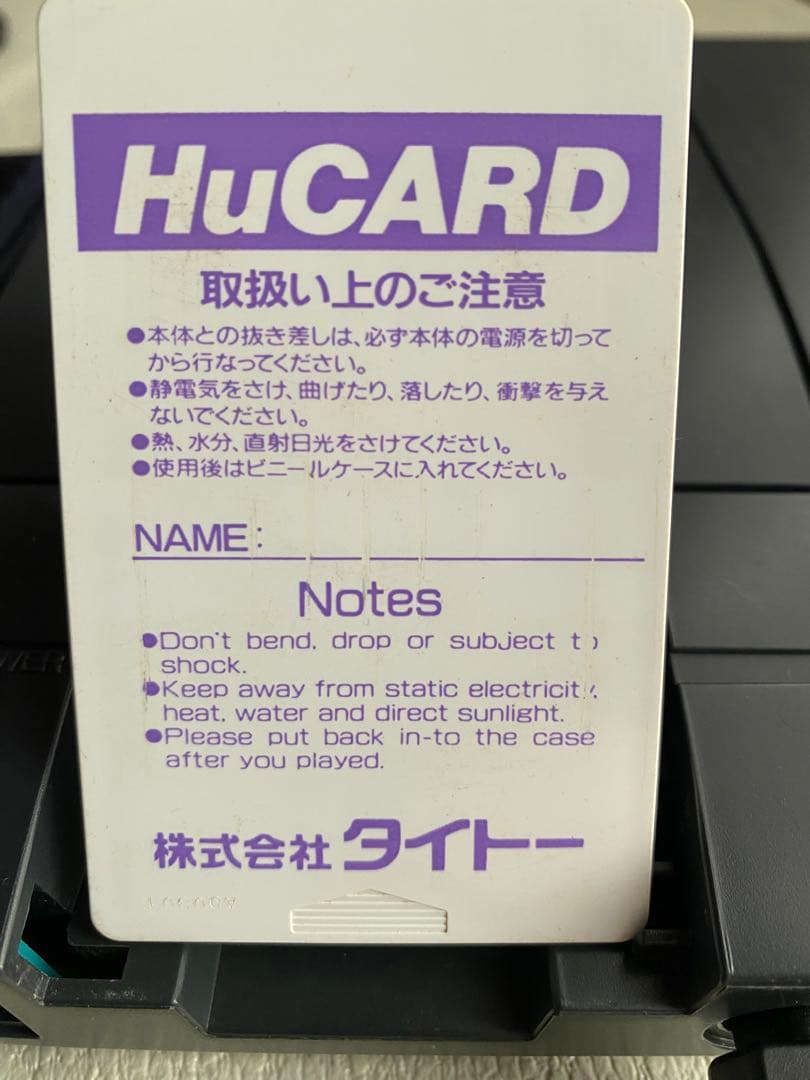 HuCARD
取扱い上のご注意
●本体との抜き差しは、必ず本体の電源を切って
から行なってください。
●静電気をさけ、曲げたり、落したり、衝撃を与え
ないでください。
●熱、水分、直射日光をさけてください。
●使用後はビニールケースに入れてください。
NAME:
Notes
●Don't bend, drop or subject to
shock.
●Keep away from static electricity,
heat, water and direct sunlight.
●Please put back in-to the case
after you played.
株式会社タイトー